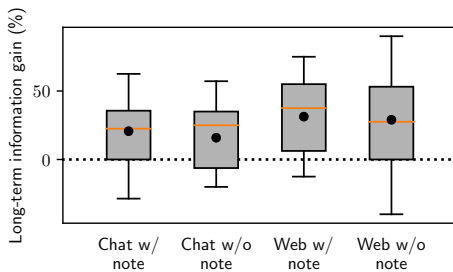 Long-term information gain (%)
50
0
Chat w/
note
Chat w/o
note
Web w/
note
Web w/o
note